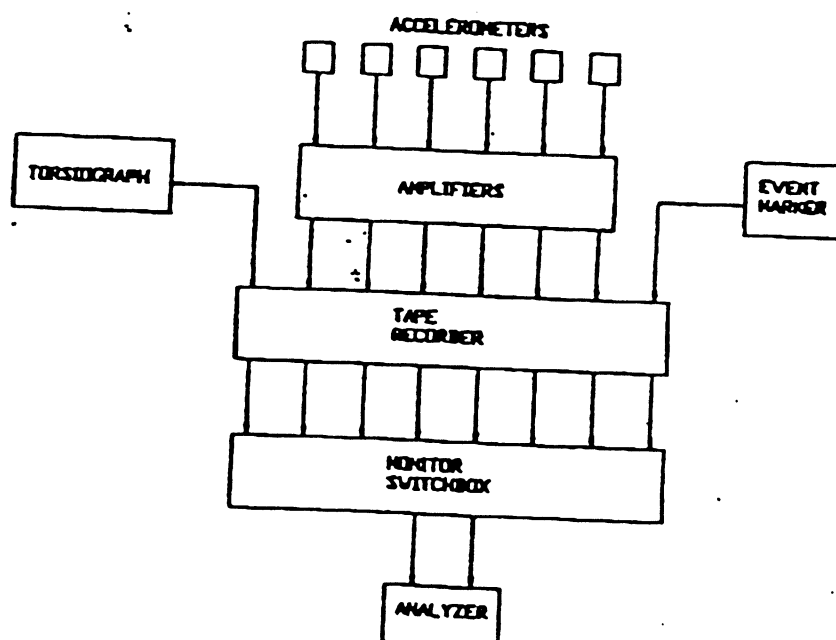 ACCELEROMETERS
TORSIOGRAPH
AMPLIFIERS
EVENT
MARKER
TAPE
RECORDER
MONITOR
SWITCHBOX
ANALYZER